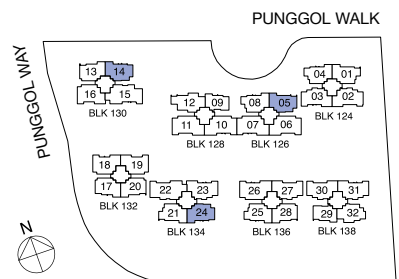 PUNGGOL WALK
PUNGGOL WAY
13 14
16 15
BLK 130
04 01
03 02
BLK 124
12 09
11 10
BLK 128
08 05
07 06
BLK 126
18 19
17 20
BLK 132
22 23
21 24
BLK 134
26 27
25 28
BLK 136
30 31
29 32
BLK 138
N